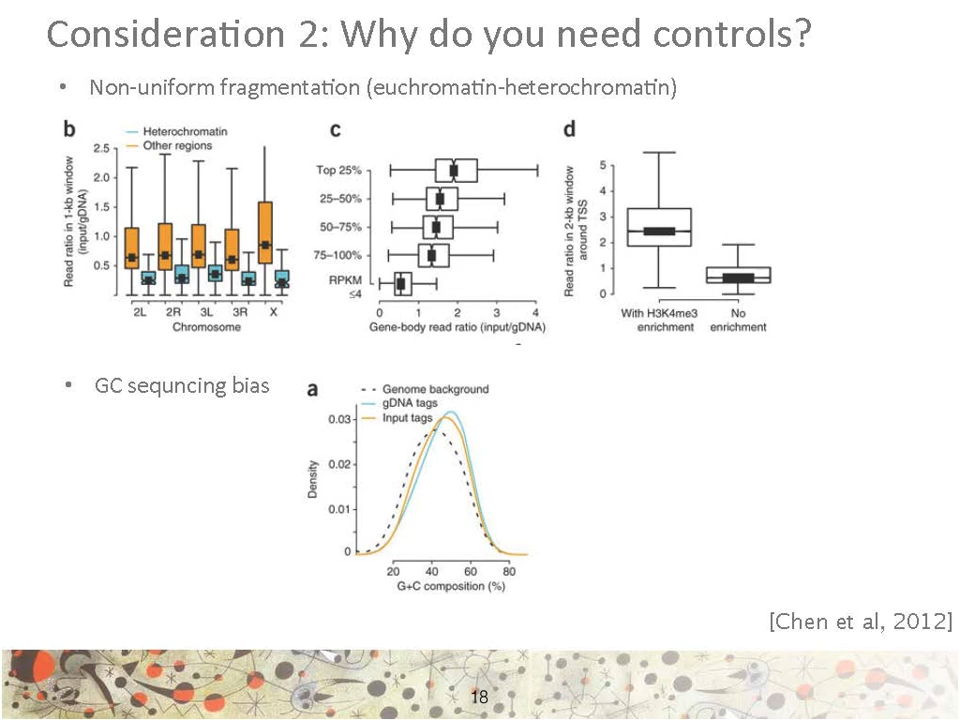 Consideration 2: Why do you need controls?
• Non-uniform fragmentation (euchromatin-heterochromatin)
b
Heterochromatin
Other regions
Read ratio in 1-kb window
(input/gDNA)
2.5
2.0
1.5
1.0
0.5
2L 2R 3L 3R X
Chromosome
c
Top 25%
25–50%
50–75%
75–100%
RPKM
≤4
0 1 2 3 4
Gene-body read ratio (input/gDNA)
d
Read ratio in 2-kb window
around TSS
5
4
3
2
1
0
With H3K4me3
enrichment
No
enrichment
• GC sequncing bias
a
Genome background
gDNA tags
Input tags
Density
0.03
0.02
0.01
0
20 40 60 80
G+C composition (%)
[Chen et al, 2012]
18